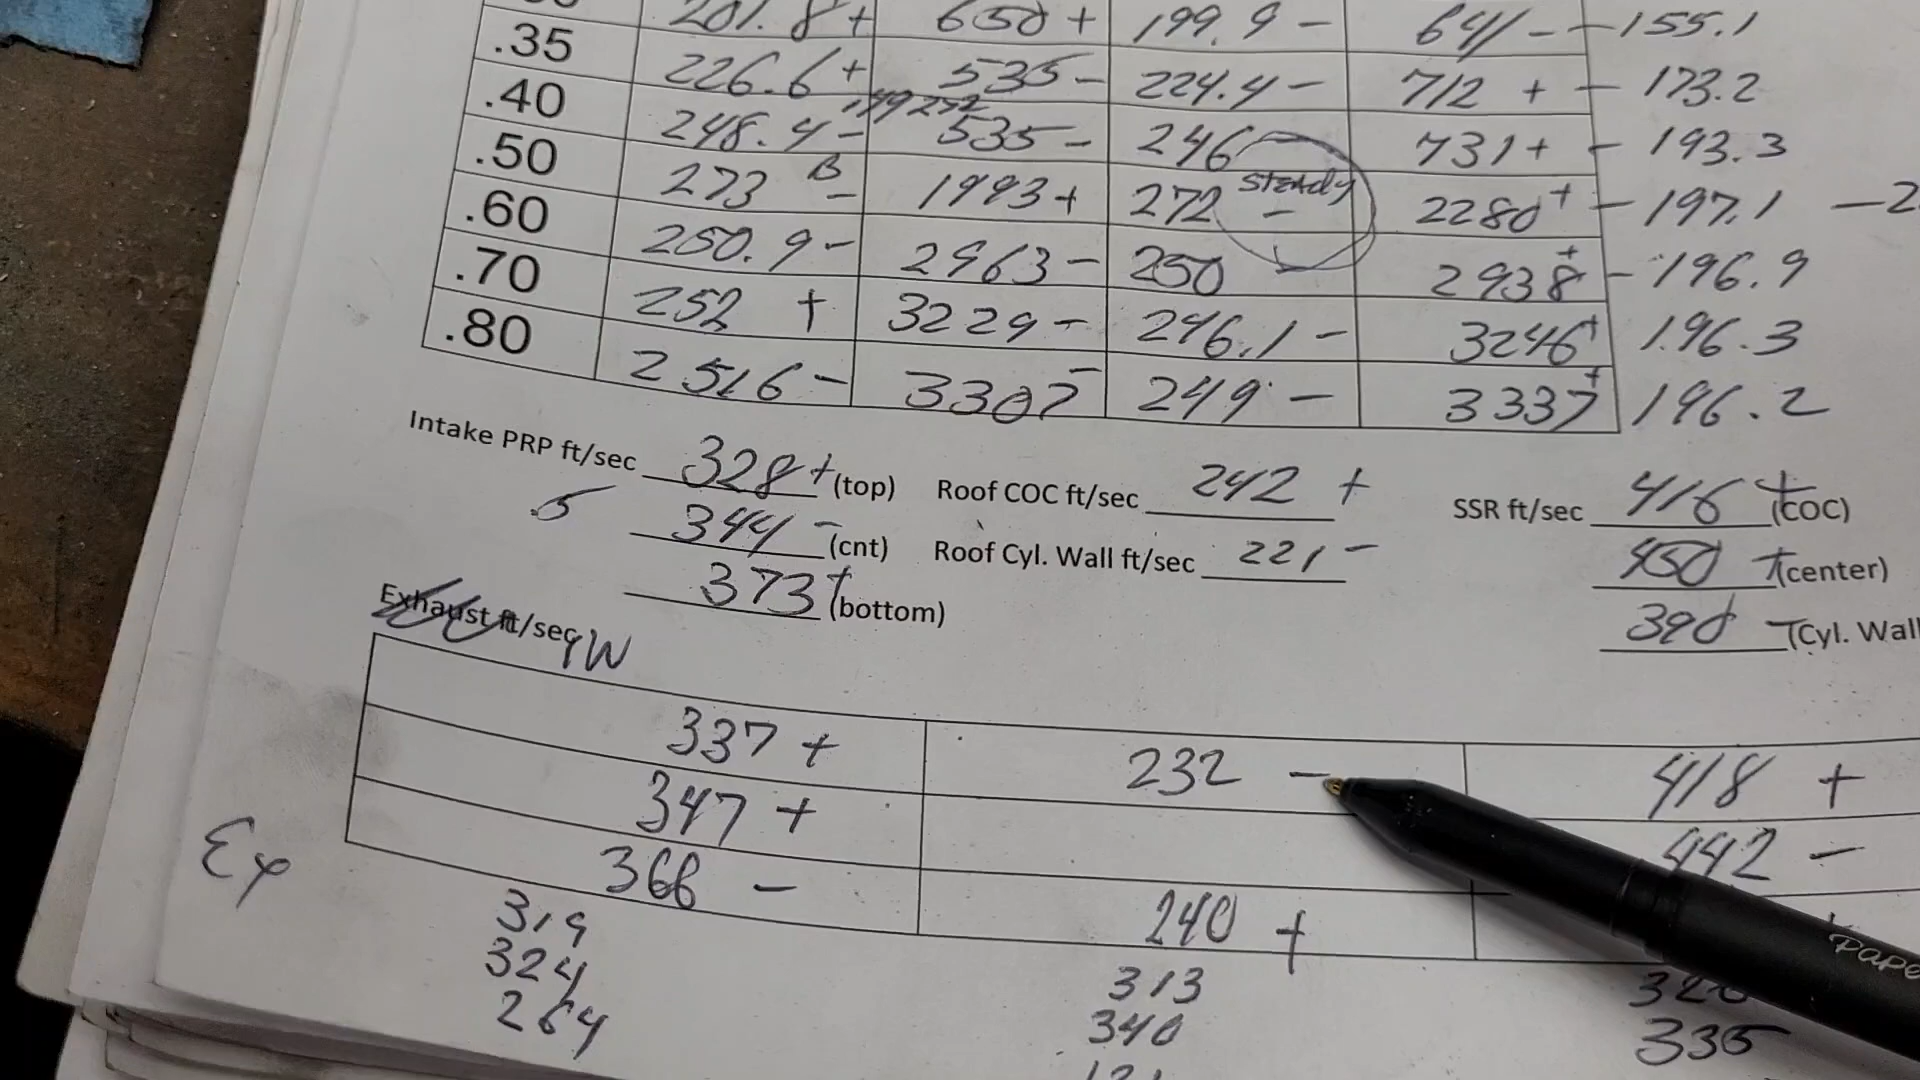 201.8+ 650+ 199.9- 641- -155.1
.35 226.6+ 535- 224.4- 712+ -173.2
.40 248.4- 535- 246 731+ -193.3
.50 273 B - 1993+ 272 Steady - 2280+ -197.1
.60 250.9- 2963- 250 2938+ -196.9
.70 252 + 3229- 246.1- 3246+ 196.3
.80 251.6- 3307- 249- 3337+ 196.2
Intake PRP ft/sec 328+ (top) Roof COC ft/sec 242 + SSR ft/sec 416 + (COC)
344- (cnt) Roof Cyl. Wall ft/sec 221- 450 + (center)
373+ (bottom) 390 (Cyl. Wall
Exhaust ft/sec
337 + 232 - 418 +
347 + 442 -
366 - 240 +
Ex 319 313
324 340 335
264